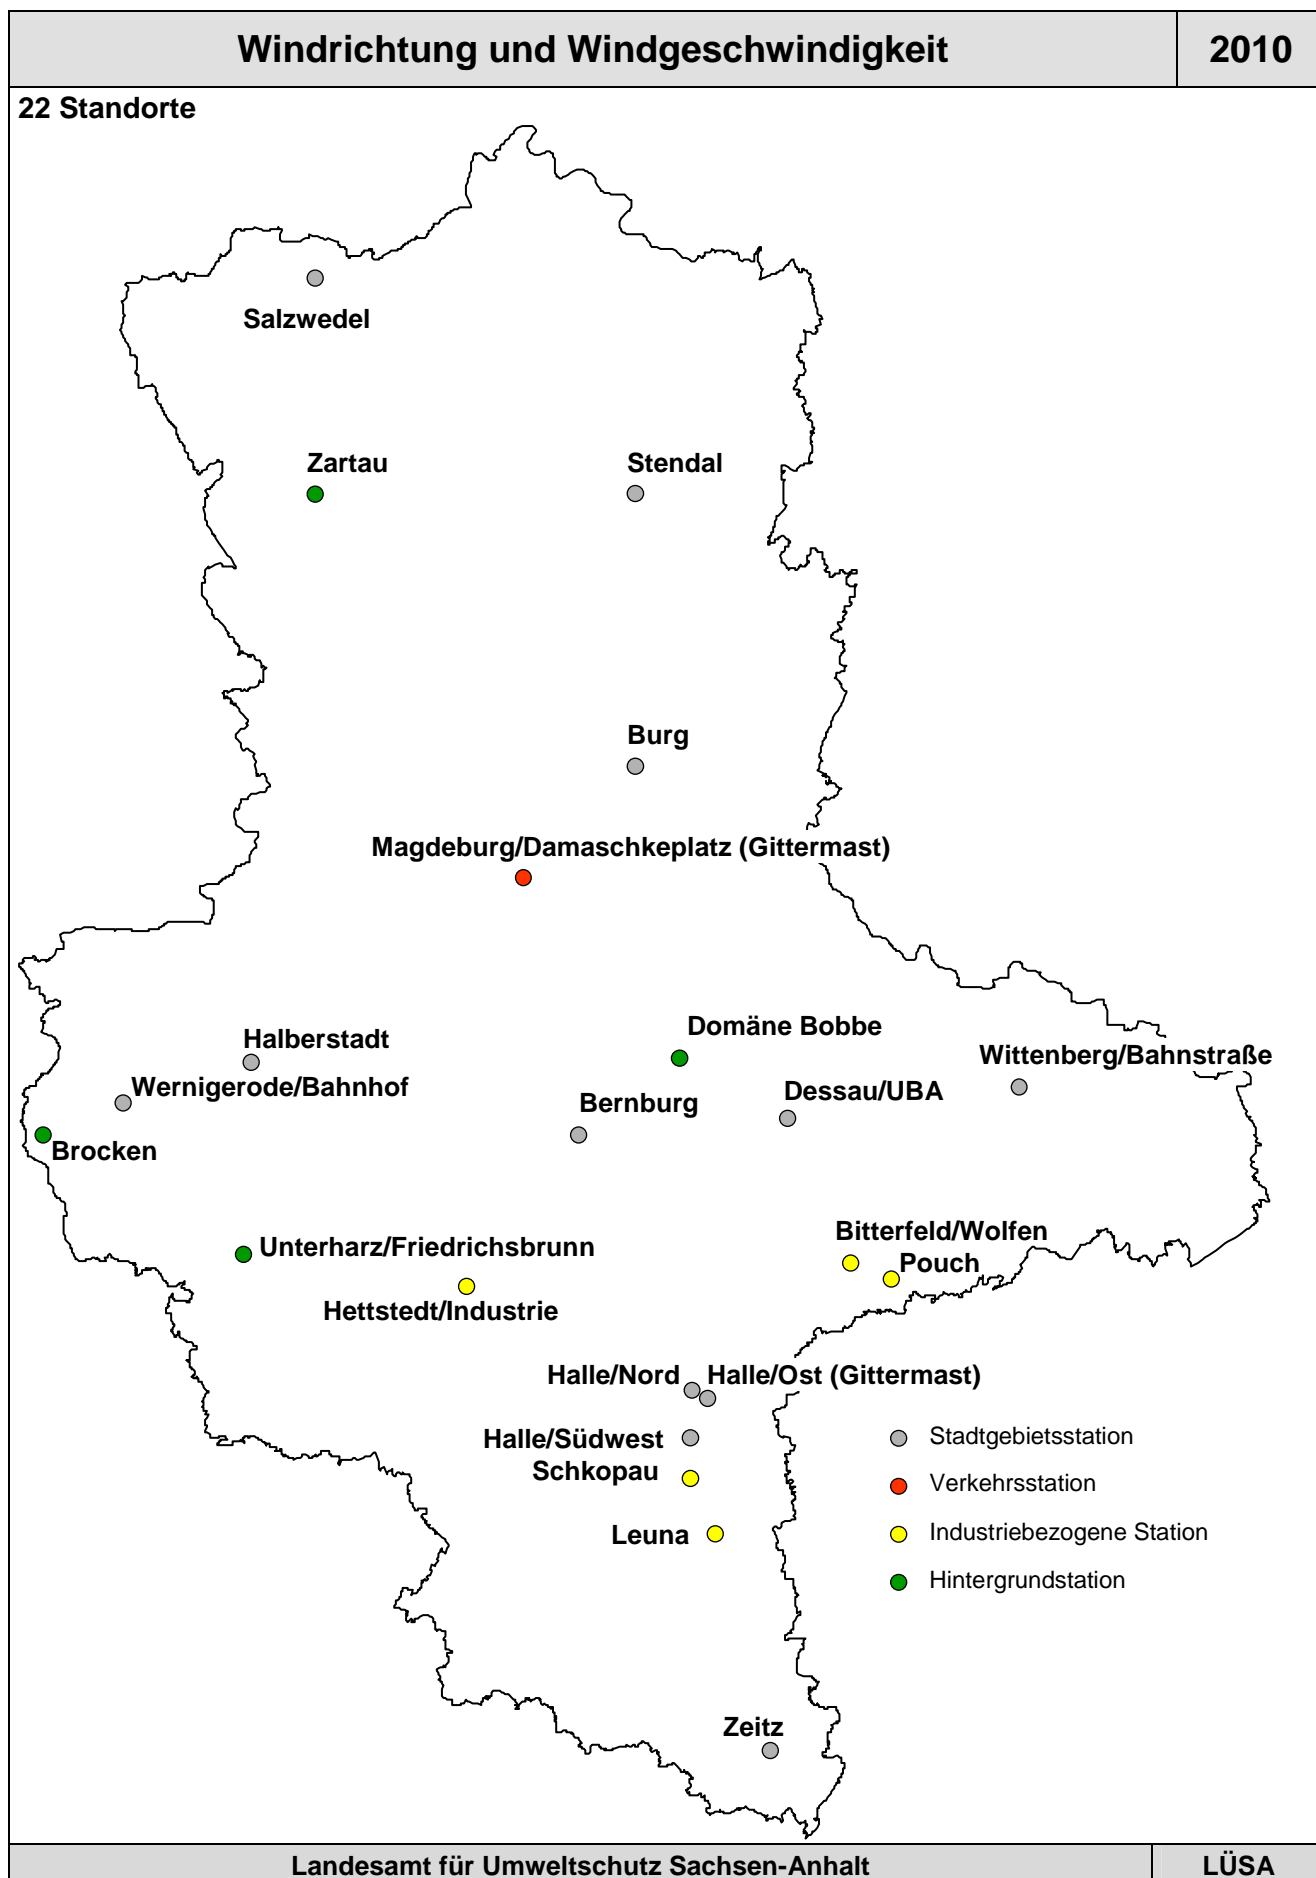 Windrichtung und Windgeschwindigkeit
2010
22 Standorte
Salzwedel
Zartau
Stendal
Burg
Magdeburg/Damaschkeplatz (Gittermast)
Domäne Bobbe
Halberstadt
Wittenberg/Bahnstraße
Wernigerode/Bahnhof
Dessau/UBA
Bernburg
Brocken
Bitterfeld/Wolfen
Unterharz/Friedrichsbrunn
Pouch
Hettstedt/Industrie
Halle/Nord
Halle/Ost (Gittermast)
Halle/Südwest
Stadtgebietsstation
Schkopau
Verkehrsstation
Leuna
Industriebezogene Station
Hintergrundstation
Zeitz
Landesamt für Umweltschutz Sachsen-Anhalt
LÜSA